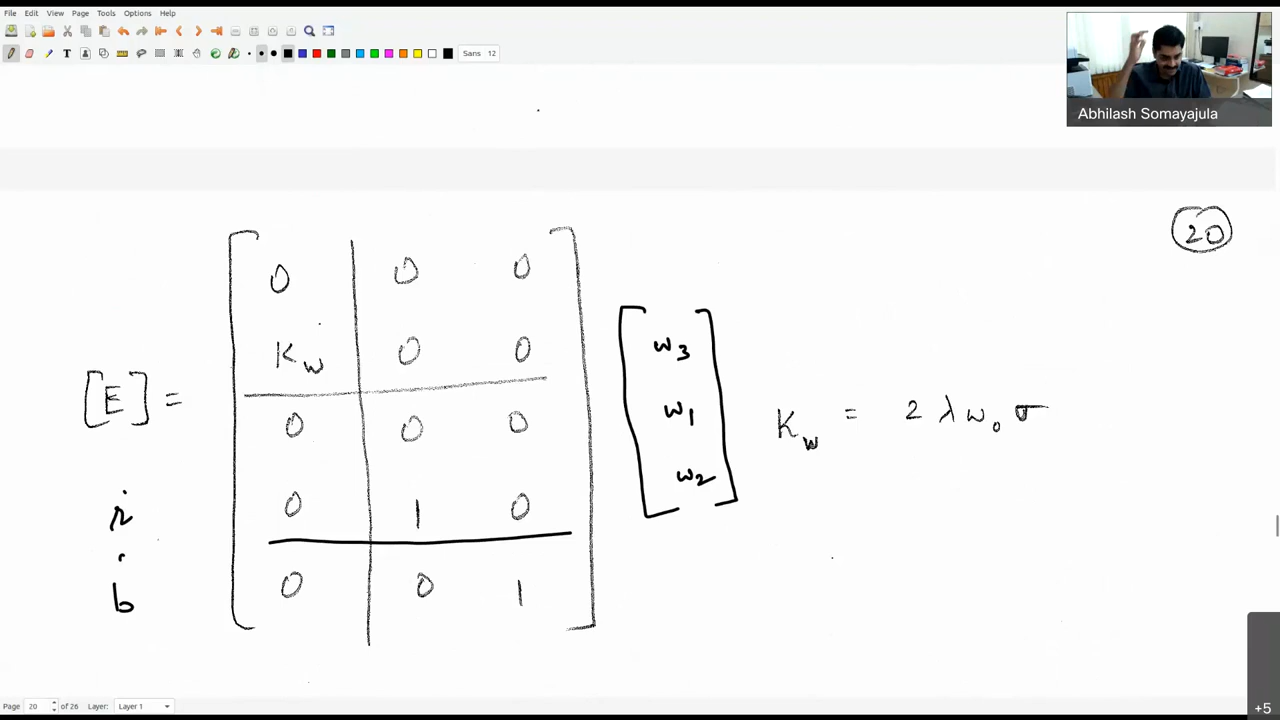 File Edit View Page Tools Options Help
Sans 12
Abhilash Somayajula
20
0 0 0
K_w 0 0
[E] =
0 0 0
ṙ 0 1 0
ḃ 0 0 1
w_3
w_1
w_2
K_w = 2 λ ω_0 σ
Page 20 of 26 Layer: Layer 1
+5